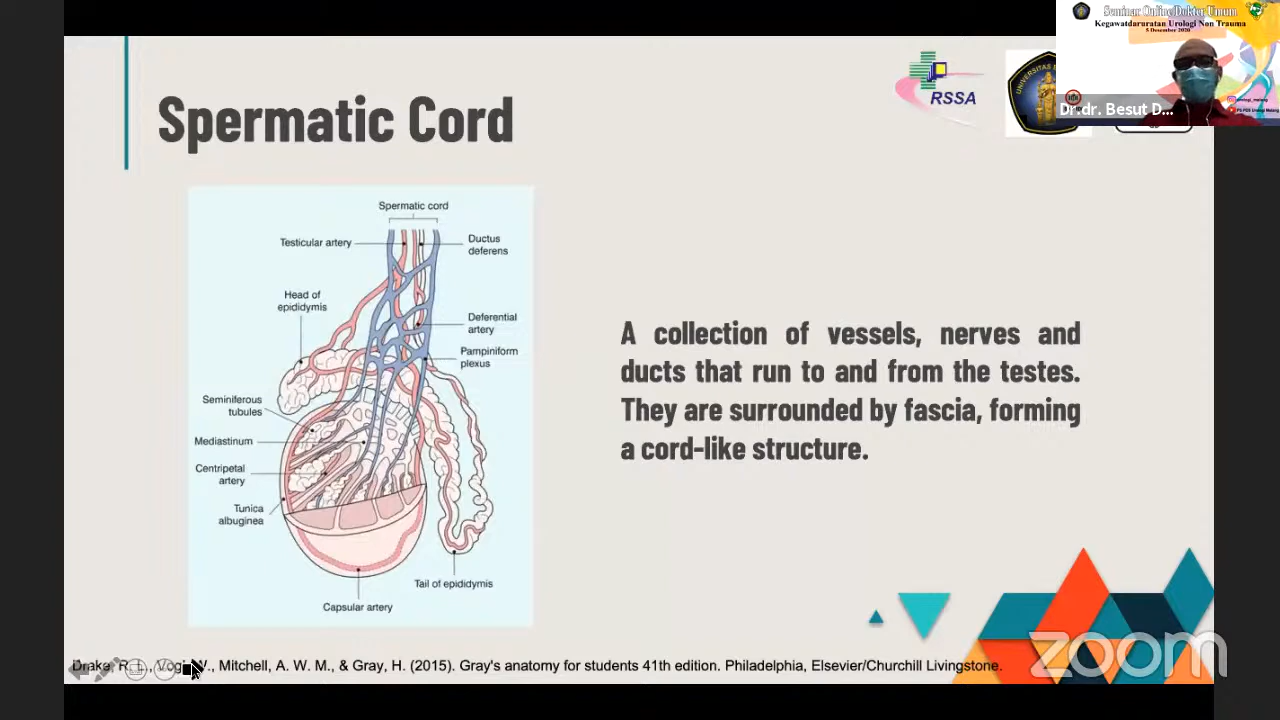 Seminar Online Dokter Umum
Kegawatdaruratan Urologi Non Trauma
5 Desember 2020
Dr.dr. Besut D...
RSSA
Spermatic Cord
Spermatic cord
Testicular artery
Ductus
deferens
Head of
epididymis
Deferential
artery
Pampiniform
plexus
Seminiferous
tubules
Mediastinum
Centripetal
artery
Tunica
albuginea
Tail of epididymis
Capsular artery
A collection of vessels, nerves and
ducts that run to and from the testes.
They are surrounded by fascia, forming
a cord-like structure.
Drake, R. L., Vogl, W., Mitchell, A. W. M., & Gray, H. (2015). Gray's anatomy for students 41th edition. Philadelphia, Elsevier/Churchill Livingstone.
zoom